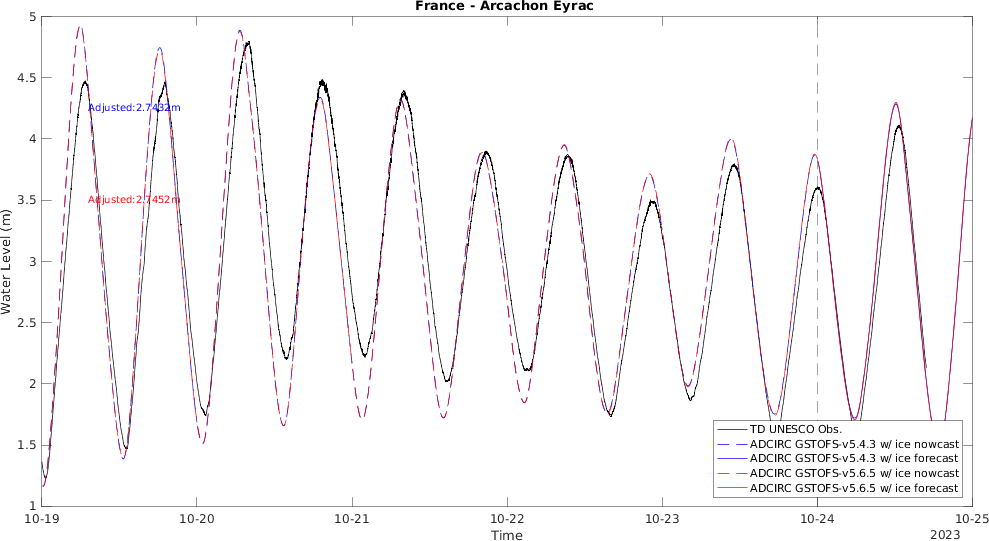 France - Arcachon Eyrac
5
4.5
4
3.5
3
2.5
2
1.5
1
Water Level (m)
Adjusted:2.7432m
Adjusted:2.7452m
TD UNESCO Obs.
ADCIRC GSTOFS-v5.4.3 w/ ice nowcast
ADCIRC GSTOFS-v5.4.3 w/ ice forecast
ADCIRC GSTOFS-v5.6.5 w/ ice nowcast
ADCIRC GSTOFS-v5.6.5 w/ ice forecast
10-19 10-20 10-21 10-22 10-23 10-24 10-25
Time
2023